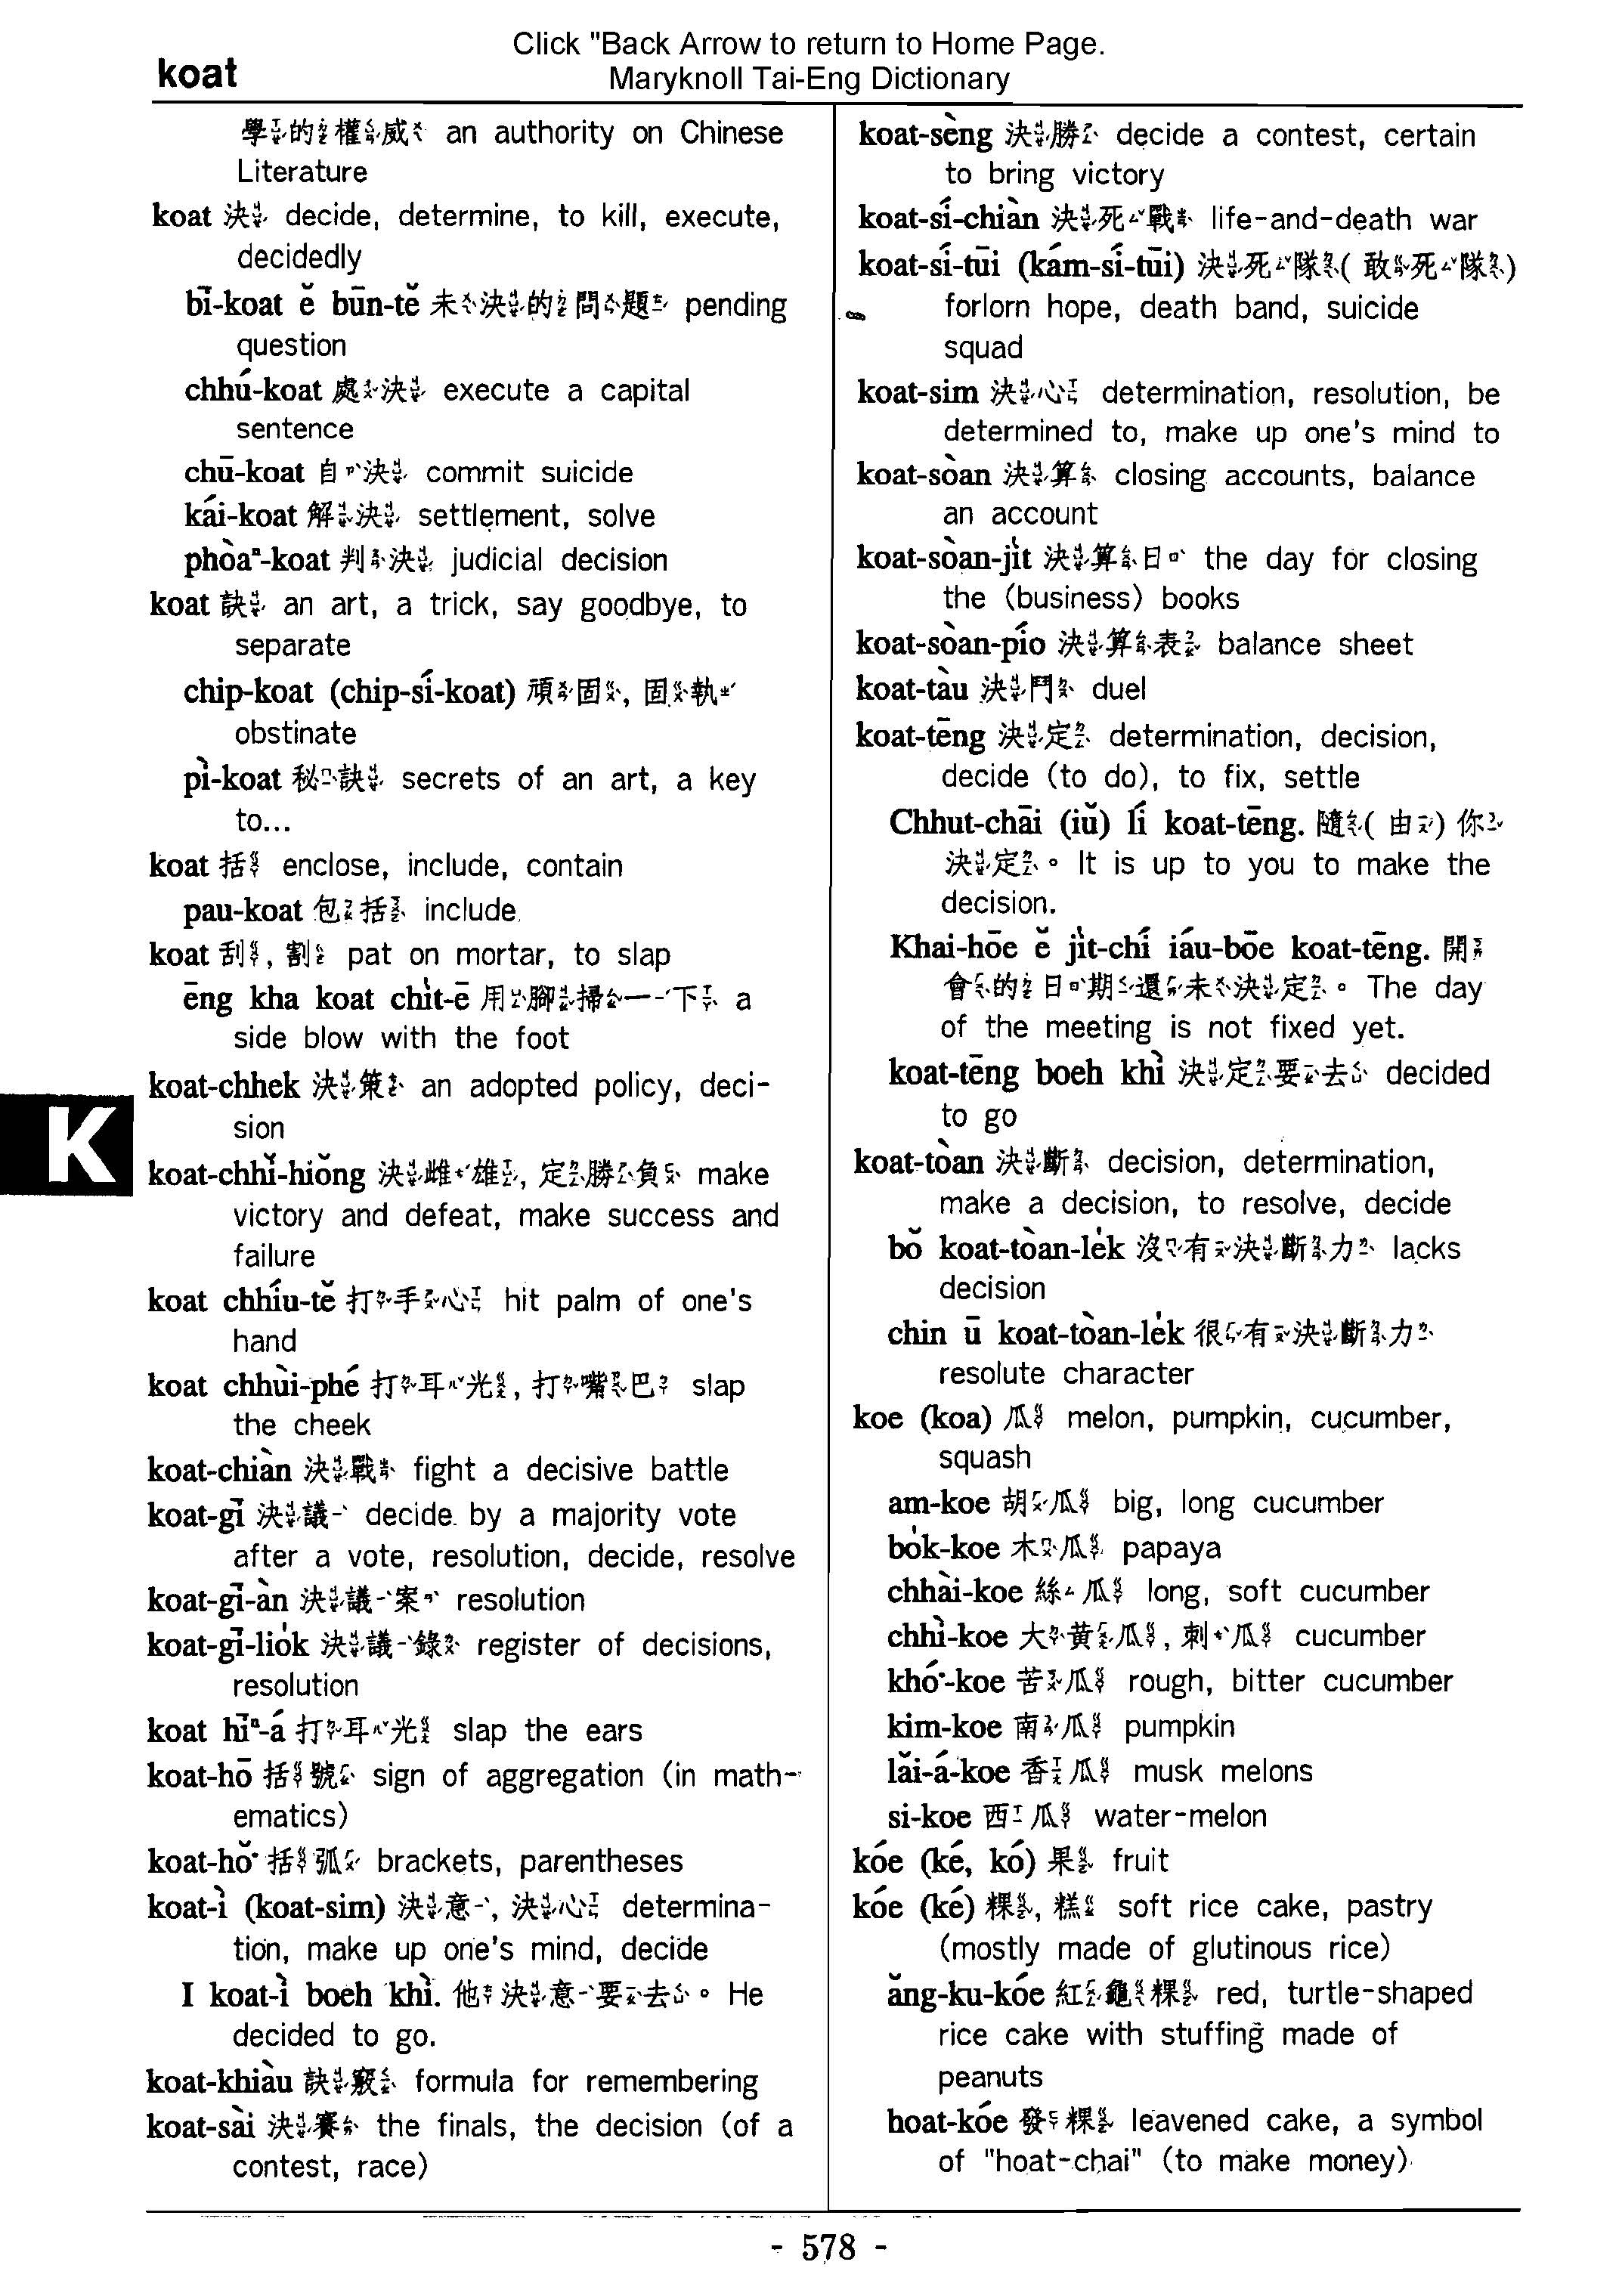 Click "Back Arrow to return to Home Page.
Maryknoll Tai-Eng Dictionary
koat
學的權威 an authority on Chinese
Literature
koat 決 decide, determine, to kill, execute,
decidedly
bī-koat ĕ būn-tĕ 未決的問題 pending
question
chhú-koat 處決 execute a capital
sentence
chū-koat 自決 commit suicide
kái-koat 解決 settlement, solve
phòaⁿ-koat 判決 judicial decision
koat 訣 an art, a trick, say goodbye, to
separate
chip-koat (chip-sí-koat) 頑固, 固執
obstinate
pì-koat 秘訣 secrets of an art, a key
to...
koat 括 enclose, include, contain
pau-koat 包括 include
koat 刮, 割 pat on mortar, to slap
ēng kha koat chi̍t-ē 用腳掃一下 a
side blow with the foot
koat-chhek 決策 an adopted policy, deci-
sion
koat-chhĭ-hiŏng 決雌雄, 定勝負 make
victory and defeat, make success and
failure
koat chhíu-tĕ 打手心 hit palm of one's
hand
koat chhùi-phé 打耳光, 打嘴巴 slap
the cheek
koat-chiàn 決戰 fight a decisive battle
koat-gī 決議 decide by a majority vote
after a vote, resolution, decide, resolve
koat-gī-àn 決議案 resolution
koat-gī-lio̍k 決議錄 register of decisions,
resolution
koat hīⁿ-á 打耳光 slap the ears
koat-hō 括號 sign of aggregation (in math-
ematics)
koat-hŏ͘ 括弧 brackets, parentheses
koat-ì (koat-sim) 決意, 決心 determina-
tion, make up one's mind, decide
I koat-ì boeh khì. 他決意要去。 He
decided to go.
koat-khiàu 訣竅 formula for remembering
koat-sài 決賽 the finals, the decision (of a
contest, race)
K
koat-sèng 決勝 decide a contest, certain
to bring victory
koat-sí-chiàn 決死戰 life-and-death war
koat-sí-tūi (kám-sí-tūi) 決死隊(敢死隊)
forlorn hope, death band, suicide
squad
koat-sim 決心 determination, resolution, be
determined to, make up one's mind to
koat-sòan 決算 closing accounts, balance
an account
koat-sòan-ji̍t 決算日 the day for closing
the (business) books
koat-sòan-pío 決算表 balance sheet
koat-tàu 決鬥 duel
koat-tēng 決定 determination, decision,
decide (to do), to fix, settle
Chhut-chāi (iŭ) lí koat-tēng. 隨(由)你
決定。 It is up to you to make the
decision.
Khai-hōe ĕ ji̍t-chí iáu-bōe koat-tēng. 開
會的日期還未決定。 The day
of the meeting is not fixed yet.
koat-tēng boeh khì 決定要去 decided
to go
koat-tòan 決斷 decision, determination,
make a decision, to resolve, decide
bŏ koat-tòan-le̍k 沒有決斷力 lacks
decision
chin ū koat-tòan-le̍k 很有決斷力
resolute character
koe (koa) 瓜 melon, pumpkin, cucumber,
squash
am-koe 胡瓜 big, long cucumber
bo̍k-koe 木瓜 papaya
chhài-koe 絲瓜 long, soft cucumber
chhì-koe 大黄瓜, 刺瓜 cucumber
khó͘-koe 苦瓜 rough, bitter cucumber
kim-koe 南瓜 pumpkin
lăi-á-koe 香瓜 musk melons
si-koe 西瓜 water-melon
kóe (ké, kó) 果 fruit
kóe (ké) 粿, 糕 soft rice cake, pastry
(mostly made of glutinous rice)
ăng-ku-kóe 紅龜粿 red, turtle-shaped
rice cake with stuffing made of
peanuts
hoat-kóe 發粿 leavened cake, a symbol
of "hoat-chai" (to make money)
- 578 -